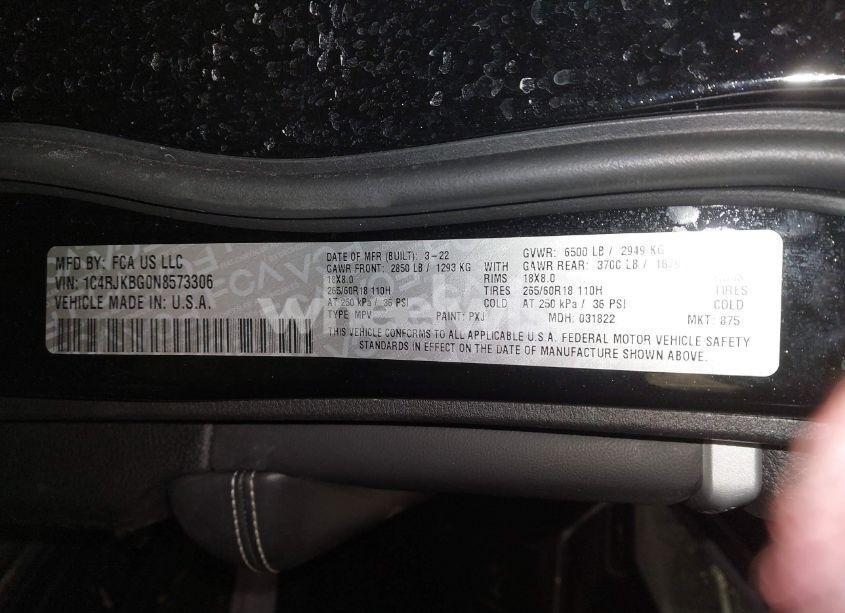 MFD BY: FCA US LLC
VIN: 1C4RJKBG0N8573306
VEHICLE MADE IN U.S.A.
DATE OF MFR (BUILT): 3-22 GVWR: 6500 LB / 2949 KG
GAWR FRONT: 2850 LB / 1293 KG WITH GAWR REAR: 3700 LB /
18X8.0 RIMS 18X8.0 RIMS
265/60R18 110H TIRES 265/60R18 110H TIRES
AT 250 kPa / 36 PSI COLD AT 250 kPa / 36 PSI COLD
TYPE: MPV PAINT: PXJ MDH: 031822 MKT: 875
THIS VEHICLE CONFORMS TO ALL APPLICABLE U.S.A. FEDERAL MOTOR VEHICLE SAFETY
STANDARDS IN EFFECT ON THE DATE OF MANUFACTURE SHOWN ABOVE.